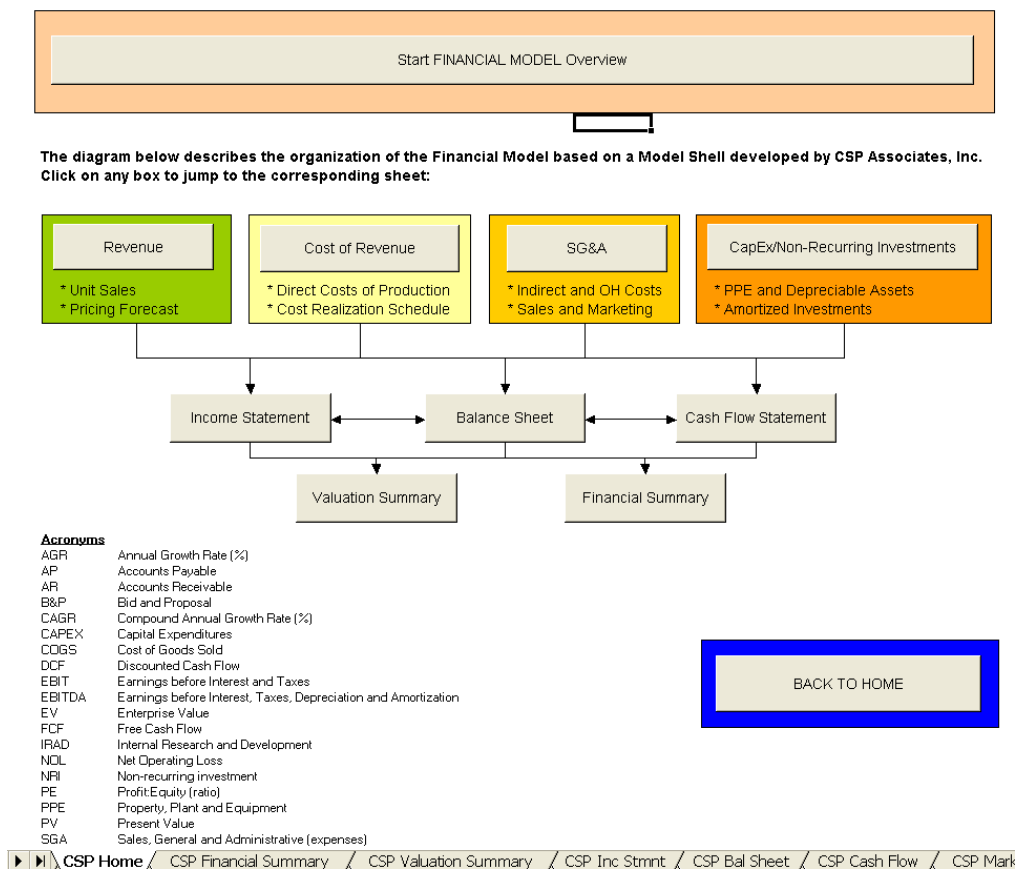 Start FINANCIAL MODEL Overview
The diagram below describes the organization of the Financial Model based on a Model Shell developed by CSP Associates, Inc.
Click on any box to jump to the corresponding sheet:
Revenue
* Unit Sales
* Pricing Forecast
Cost of Revenue
* Direct Costs of Production
* Cost Realization Schedule
SG&A
* Indirect and OH Costs
* Sales and Marketing
CapEx/Non-Recurring Investments
* PPE and Depreciable Assets
* Amortized Investments
Income Statement
Balance Sheet
Cash Flow Statement
Valuation Summary
Financial Summary
Acronyms
AGR Annual Growth Rate (%)
AP Accounts Payable
AR Accounts Receivable
B&P Bid and Proposal
CAGR Compound Annual Growth Rate (%)
CAPEX Capital Expenditures
COGS Cost of Goods Sold
DCF Discounted Cash Flow
EBIT Earnings before Interest and Taxes
EBITDA Earnings before Interest, Taxes, Depreciation and Amortization
EV Enterprise Value
FCF Free Cash Flow
IRAD Internal Research and Development
NOL Net Operating Loss
NRI Non-recurring investment
PE Profit:Equity (ratio)
PPE Property, Plant and Equipment
PV Present Value
SGA Sales, General and Administrative (expenses)
BACK TO HOME
CSP Home CSP Financial Summary CSP Valuation Summary CSP Inc Stmnt CSP Bal Sheet CSP Cash Flow CSP Mark